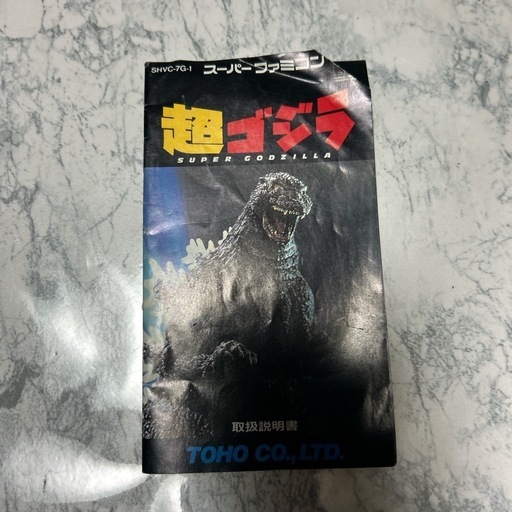 SHVC-7G-1 スーパーファミコン
超ゴジラ
SUPER GODZILLA
取扱説明書
TOHO CO., LTD.